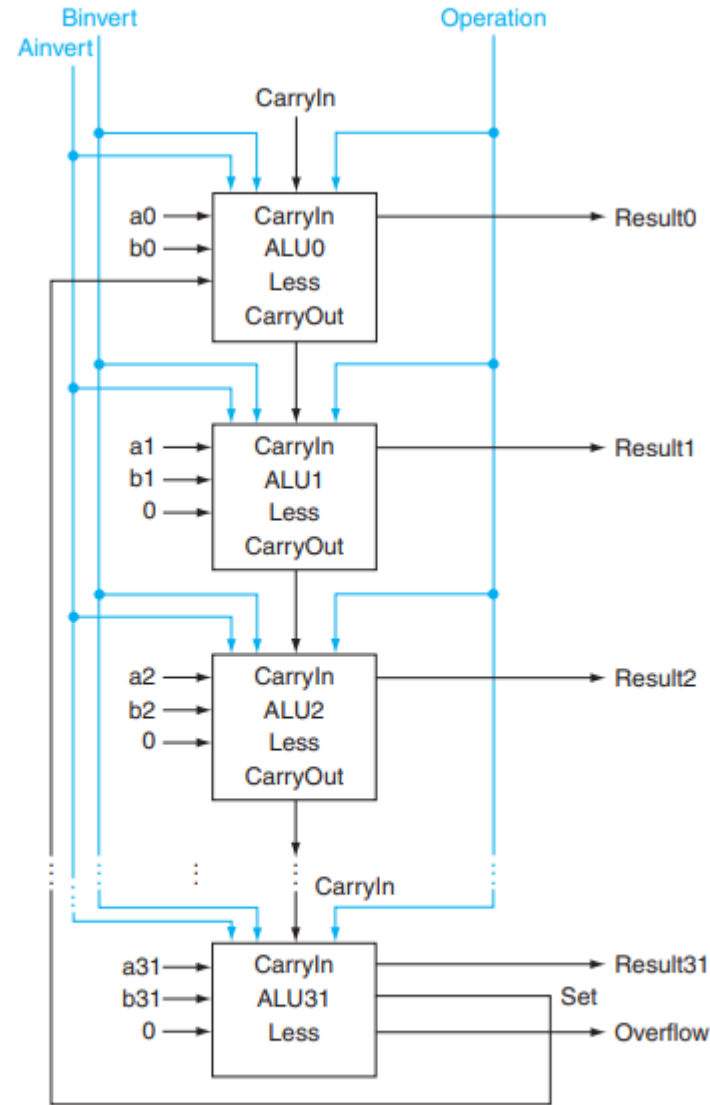 Binvert
Operation
Ainvert
CarryIn
a0
CarryIn
Result0
b0
ALU0
Less
CarryOut
a1
CarryIn
Result1
b1
ALU1
0
Less
CarryOut
a2
CarryIn
Result2
b2
ALU2
0
Less
CarryOut
CarryIn
a31
CarryIn
Result31
b31
ALU31
Set
0
Less
Overflow